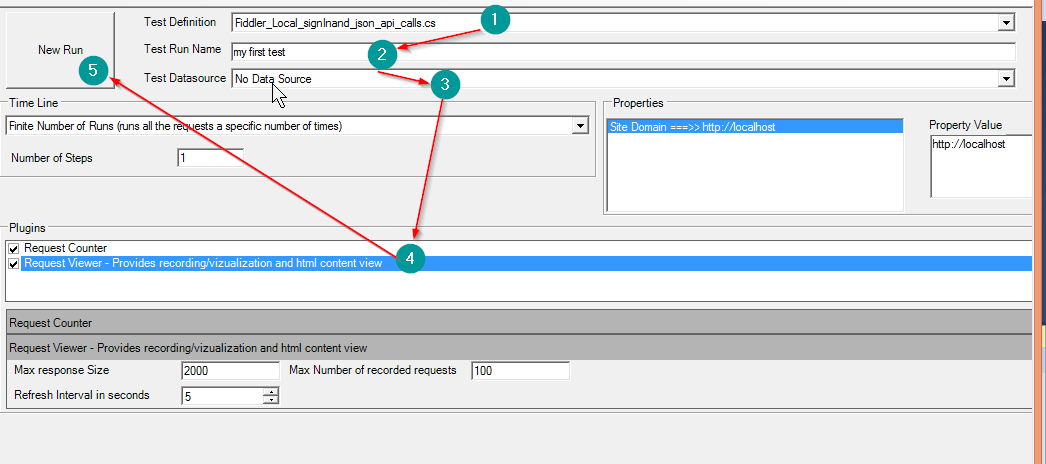 Test Definition
Fiddler_Local_signInand_json_api_calls.cs
1
New Run
Test Run Name
my first test
2
5
Test Datasource
No Data Source
3
Time Line
Finite Number of Runs (runs all the requests a specific number of times)
Number of Steps
1
Properties
Site Domain ===>> http://localhost
Property Value
http://localhost
Plugins
Request Counter
Request Viewer - Provides recording/vizualization and html content view
4
Request Counter
Request Viewer - Provides recording/vizualization and html content view
Max response Size
2000
Max Number of recorded requests
100
Refresh Interval in seconds
5